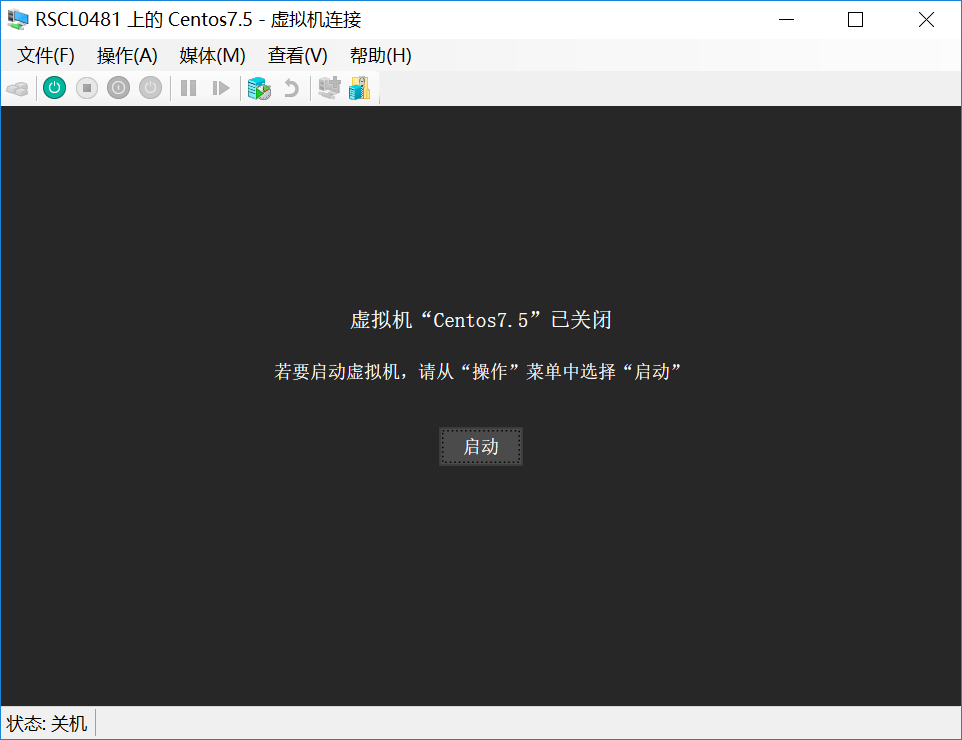 RSCL0481 上的 Centos7.5 - 虚拟机连接
文件(F) 操作(A) 媒体(M) 查看(V) 帮助(H)
虚拟机“Centos7.5”已关闭
若要启动虚拟机，请从“操作”菜单中选择“启动”
启动
状态: 关机